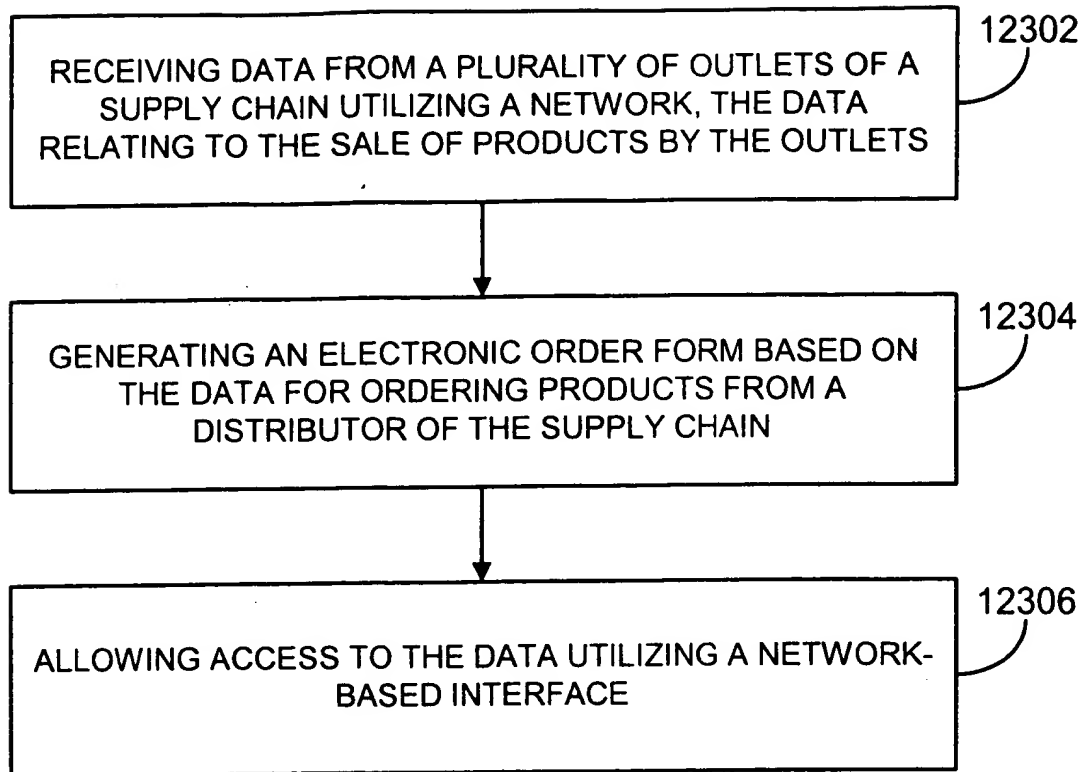 12302
RECEIVING DATA FROM A PLURALITY OF OUTLETS OF A
SUPPLY CHAIN UTILIZING A NETWORK, THE DATA
RELATING TO THE SALE OF PRODUCTS BY THE OUTLETS
12304
GENERATING AN ELECTRONIC ORDER FORM BASED ON
THE DATA FOR ORDERING PRODUCTS FROM A
DISTRIBUTOR OF THE SUPPLY CHAIN
12306
ALLOWING ACCESS TO THE DATA UTILIZING A NETWORK-
BASED INTERFACE